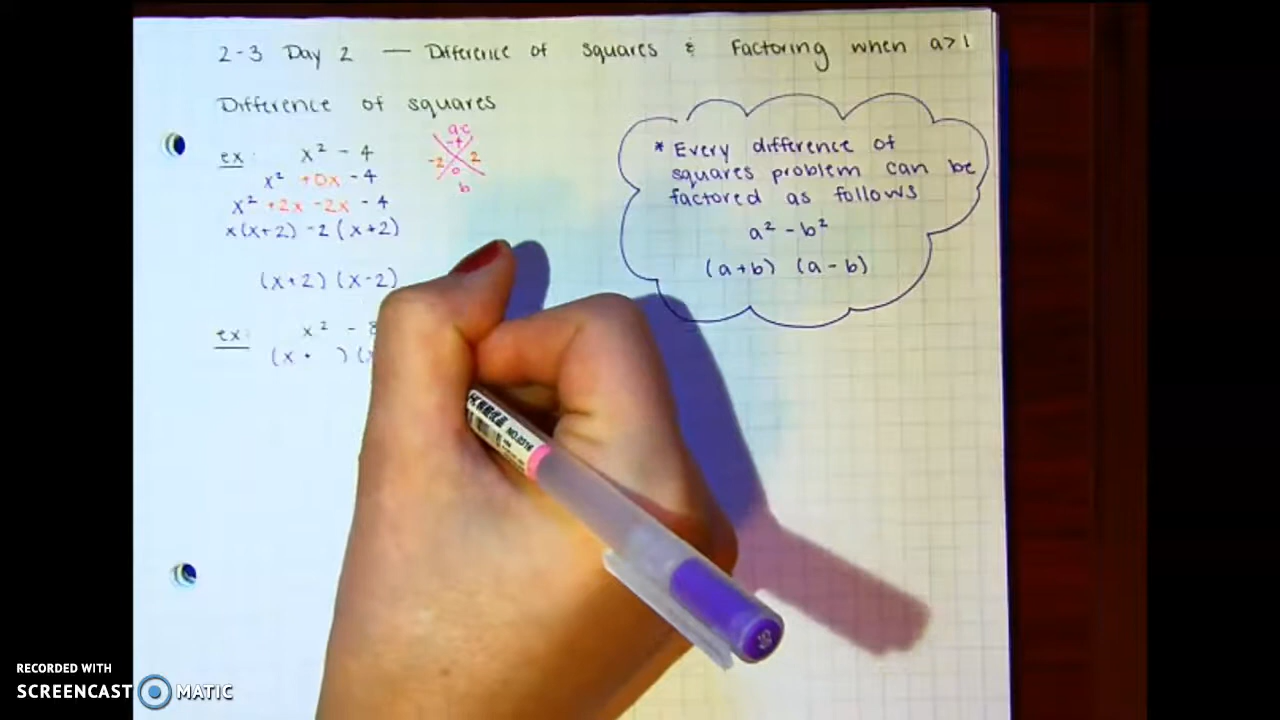 2-3 Day 2 — Difference of squares & Factoring when a>1
Difference of squares
ex: x² - 4
x² +0x -4
x² +2x -2x -4
x(x+2) -2(x+2)
(x+2)(x-2)
a·c
-4
-2 2
0
b
* Every difference of
squares problem can be
factored as follows
a² - b²
(a+b) (a-b)
ex: x² -
(x + ) (x
RECORDED WITH
SCREENCAST MATIC